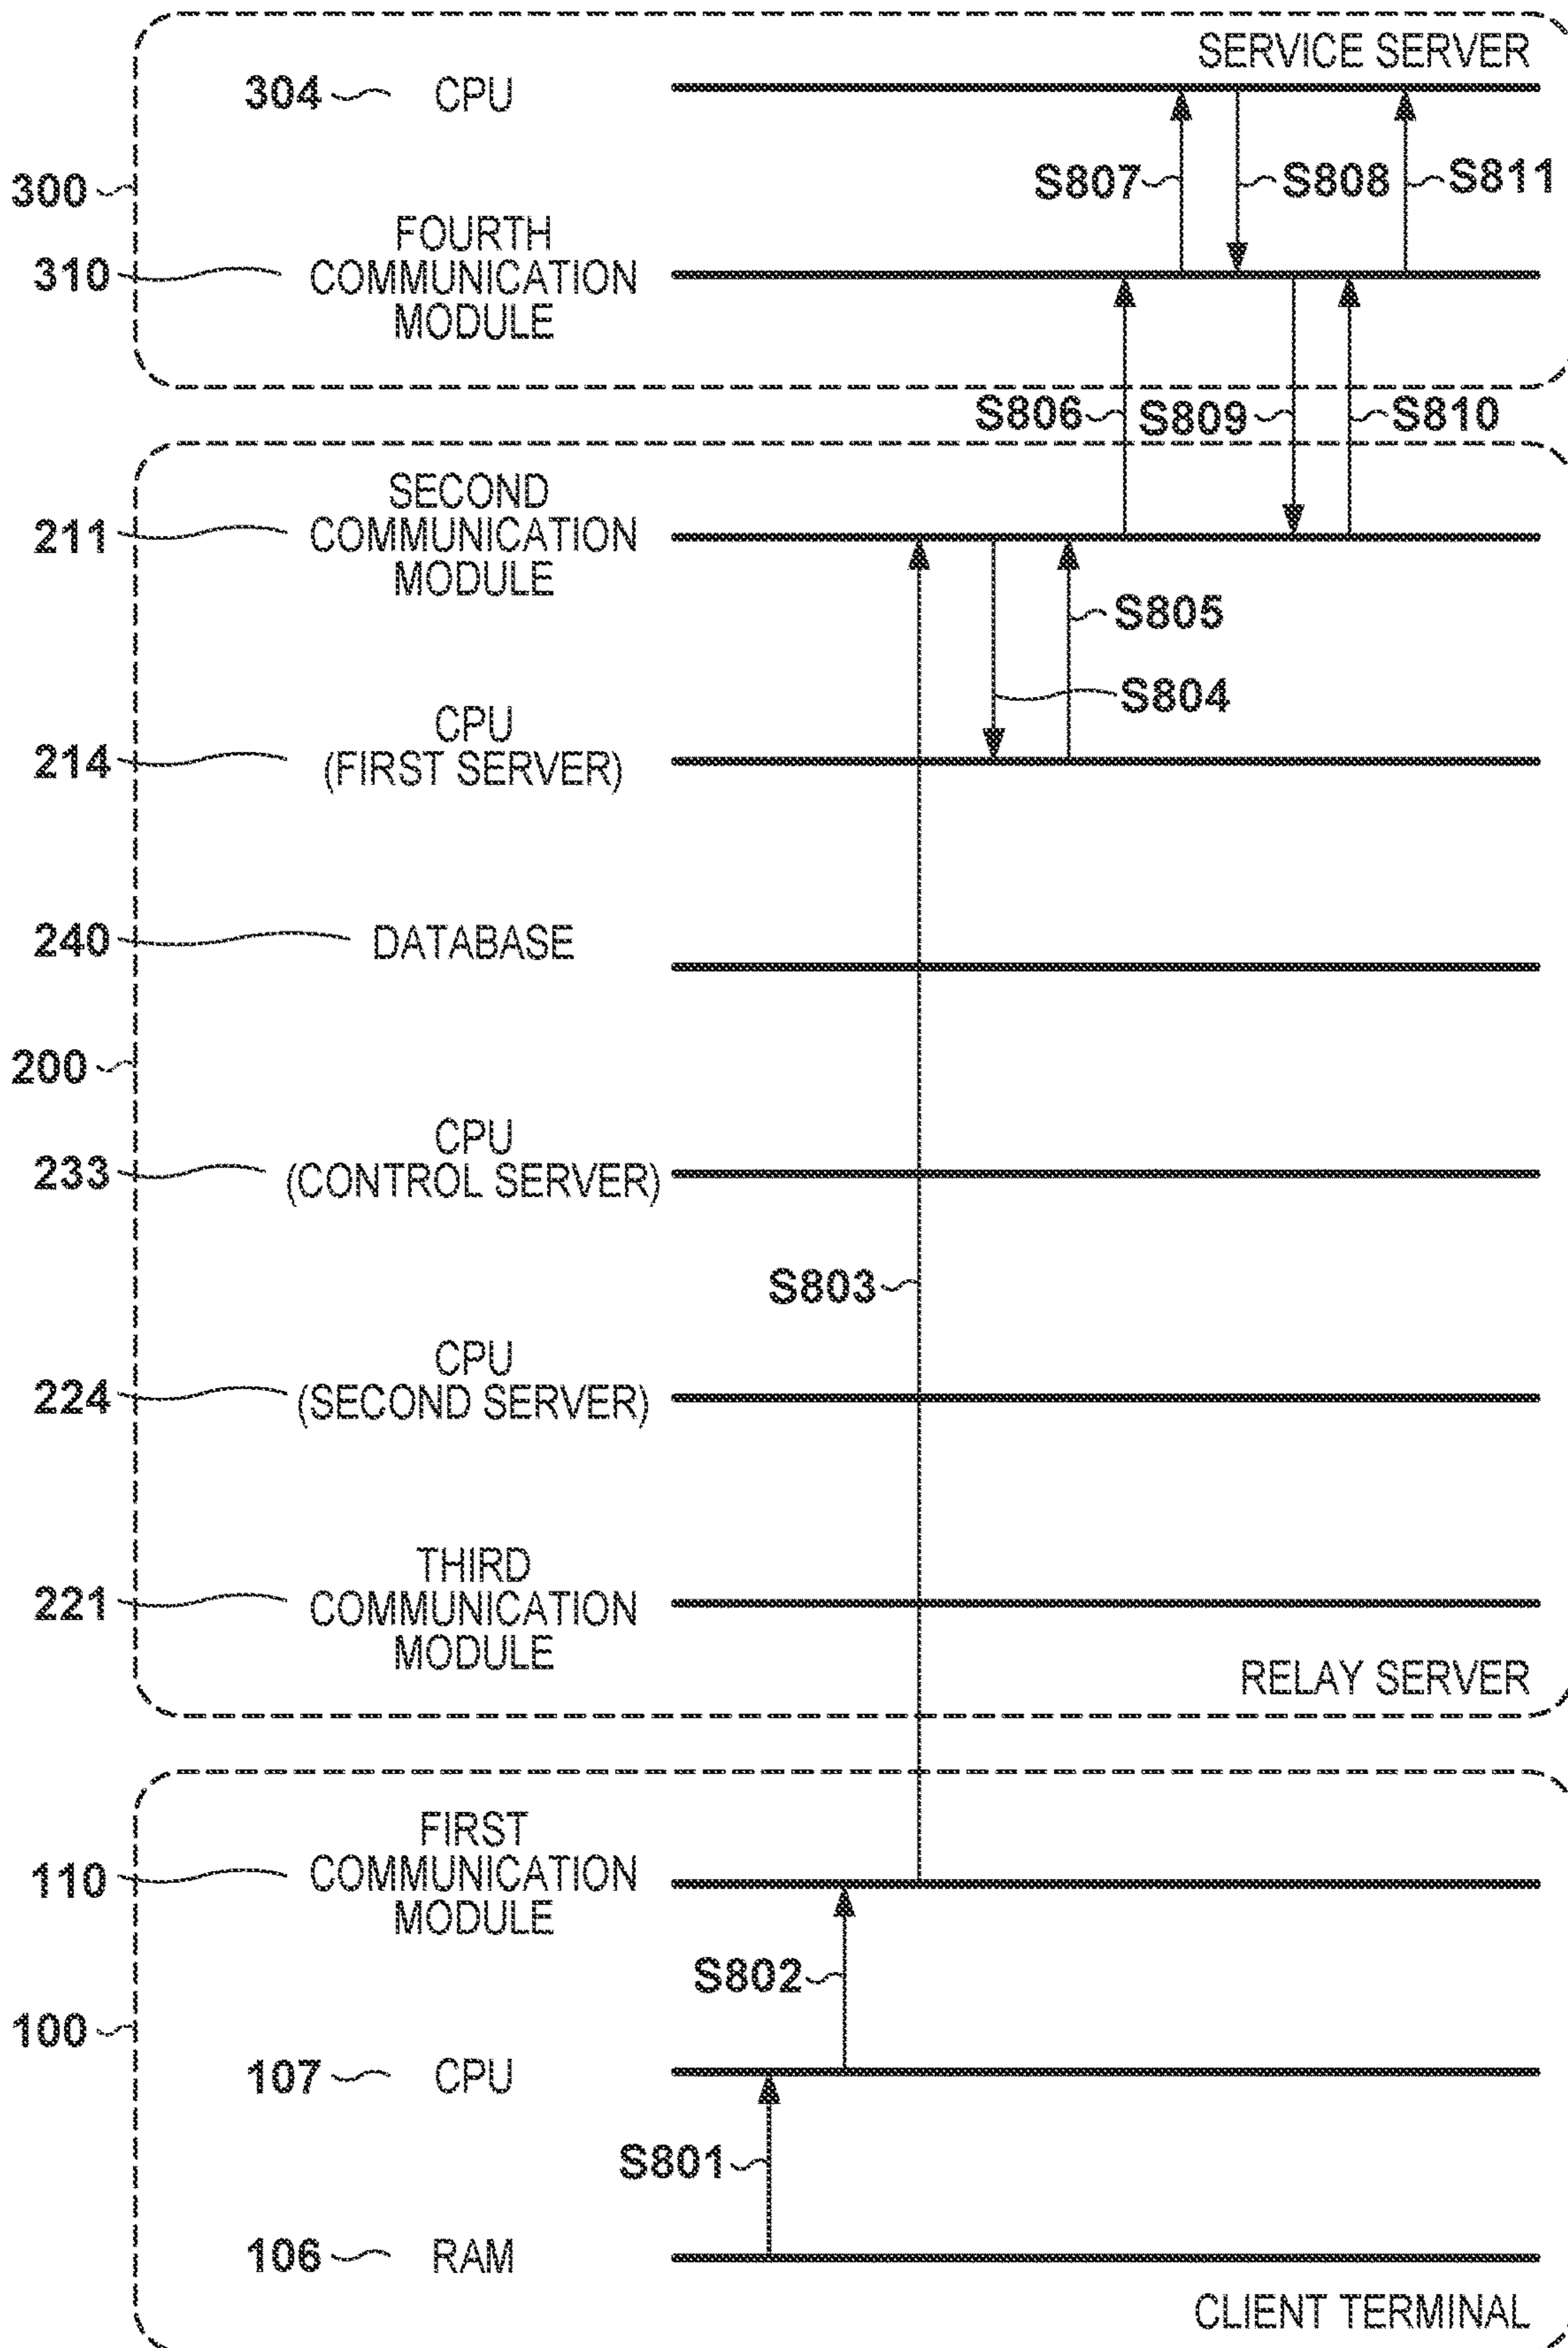 SERVICE SERVER
304 CPU
S807 S808 S811
300
FOURTH
310 COMMUNICATION
MODULE
S806 S809 S810
SECOND
211 COMMUNICATION
MODULE
S805
S804
CPU
214 (FIRST SERVER)
240 DATABASE
200
CPU
233 (CONTROL SERVER)
S803
CPU
224 (SECOND SERVER)
THIRD
221 COMMUNICATION
MODULE
RELAY SERVER
FIRST
110 COMMUNICATION
MODULE
S802
100
107 CPU
S801
106 RAM
CLIENT TERMINAL